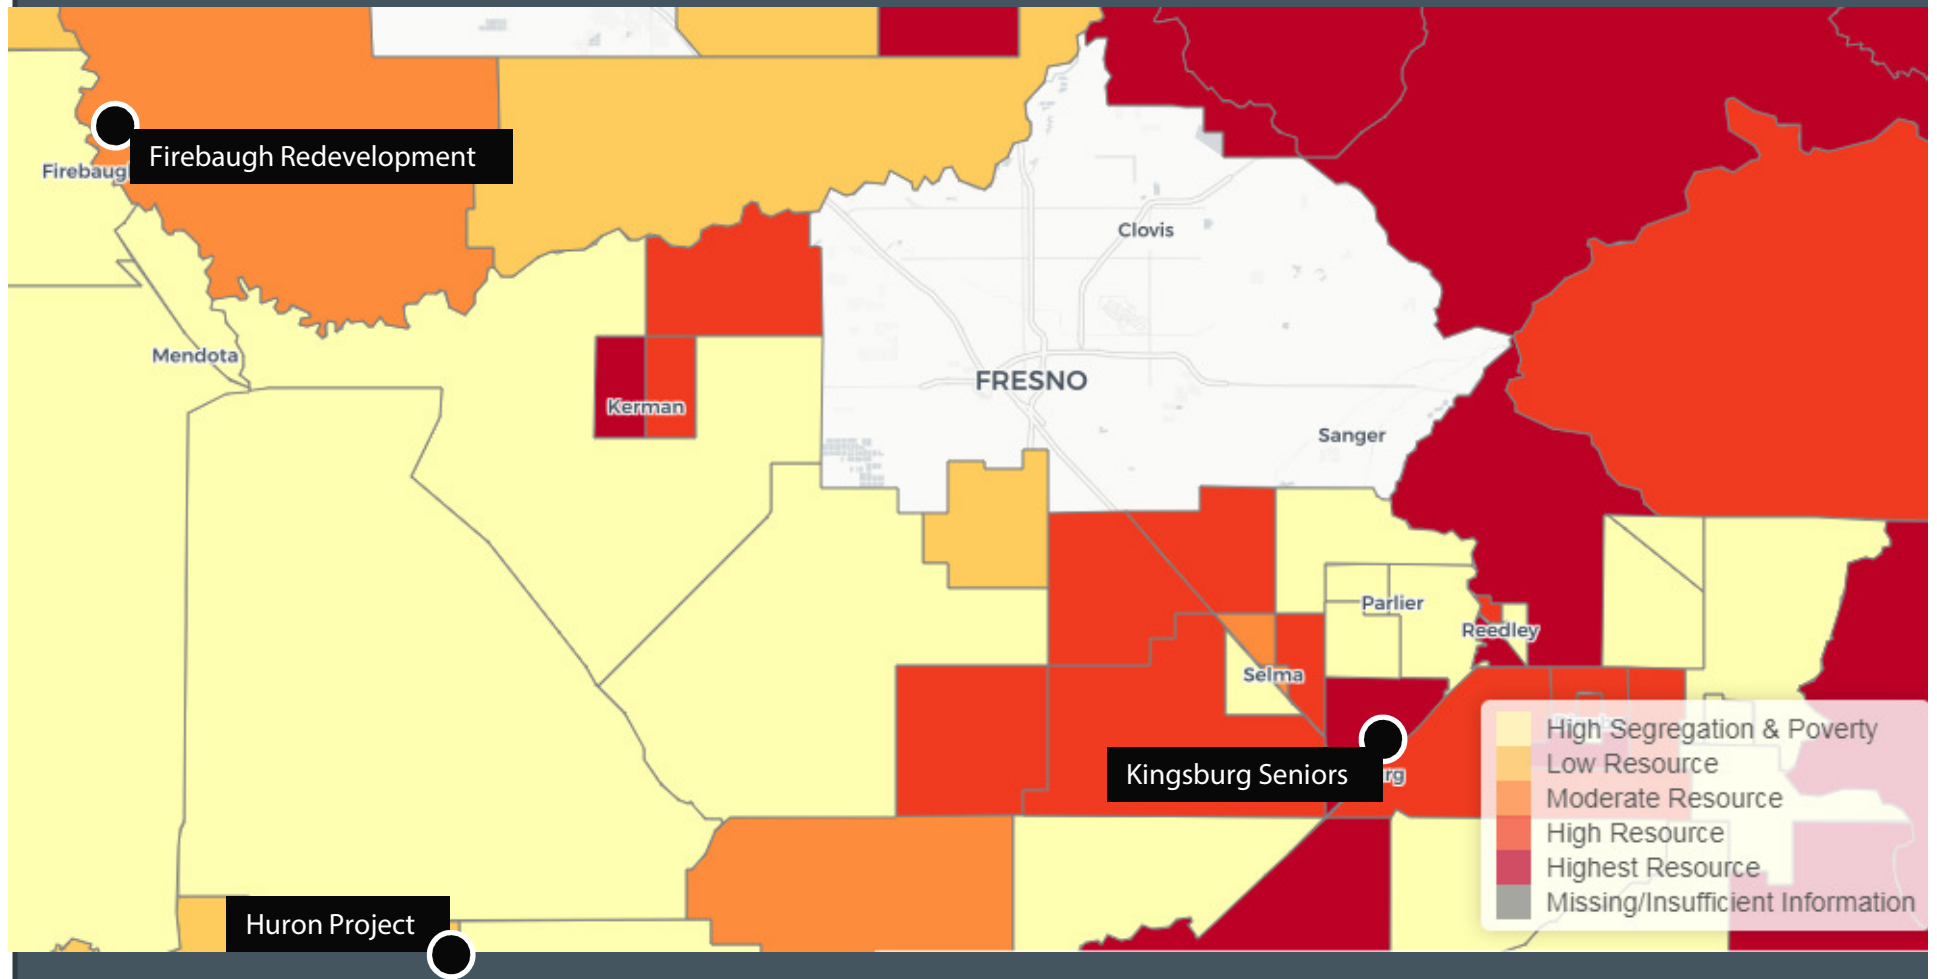 Firebaugh Redevelopment
Firebaug
Clovis
Mendota
FRESNO
Kerman
Sanger
Parlier
Reedley
Selma
Kingsburg Seniors
rg
High Segregation & Poverty
Low Resource
Moderate Resource
High Resource
Highest Resource
Missing/Insufficient Information
Huron Project